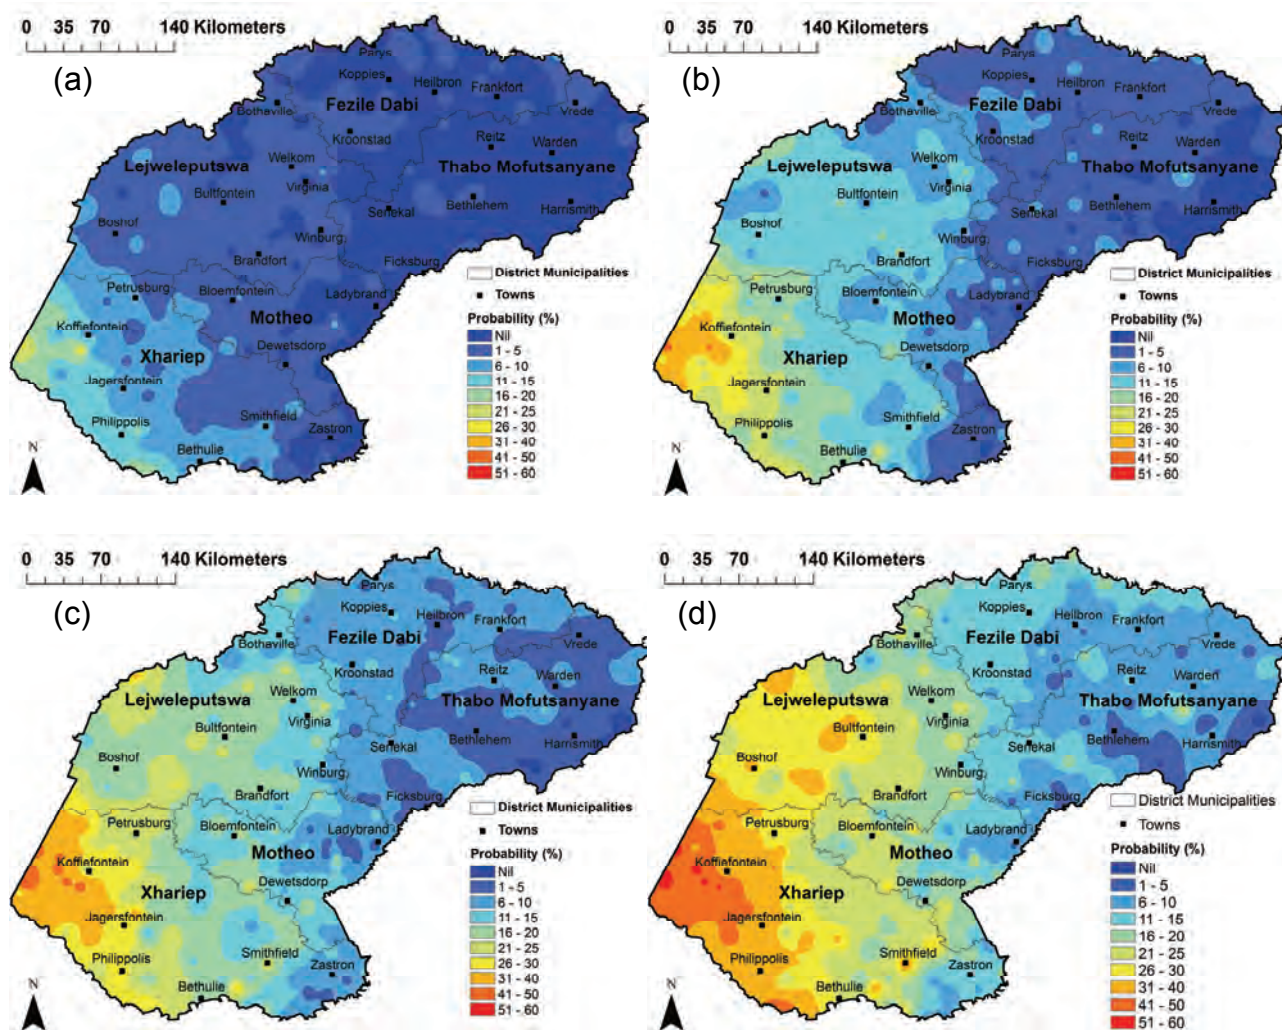 0 35 70 140 Kilometers
(a)
Parys
Koppies
Heilbron
Frankfort
Fezile Dabi
Bothaville
Vrede
Kroonstad
Reitz
Warden
Lejweleputswa
Welkom
Thabo Mofutsanyane
Virginia
Bultfontein
Senekal
Bethlehem
Harrismith
Boshof
Winburg
Brandfort
Ficksburg
Petrusburg
Bloemfontein
Ladybrand
Motheo
Koffiefontein
Xhariep
Dewetsdorp
Jagersfontein
Philippolis
Smithfield
Zastron
Bethulie
N
District Municipalities
Towns
Probability (%)
Nil
1 - 5
6 - 10
11 - 15
16 - 20
21 - 25
26 - 30
31 - 40
41 - 50
51 - 60
0 35 70 140 Kilometers
(b)
Parys
Koppies
Heilbron
Frankfort
Fezile Dabi
Bothaville
Vrede
Kroonstad
Reitz
Warden
Lejweleputswa
Welkom
Thabo Mofutsanyane
Virginia
Bultfontein
Senekal
Bethlehem
Harrismith
Boshof
Winburg
Brandfort
Ficksburg
Petrusburg
Bloemfontein
Ladybrand
Motheo
Koffiefontein
Xhariep
Dewetsdorp
Jagersfontein
Philippolis
Smithfield
Zastron
Bethulie
N
District Municipalities
Towns
Probability (%)
Nil
1 - 5
6 - 10
11 - 15
16 - 20
21 - 25
26 - 30
31 - 40
41 - 50
51 - 60
0 35 70 140 Kilometers
(c)
Parys
Koppies
Heilbron
Frankfort
Fezile Dabi
Bothaville
Vrede
Kroonstad
Reitz
Warden
Lejweleputswa
Welkom
Thabo Mofutsanyane
Virginia
Bultfontein
Senekal
Bethlehem
Harrismith
Boshof
Winburg
Brandfort
Ficksburg
Petrusburg
Bloemfontein
Ladybrand
Motheo
Koffiefontein
Xhariep
Dewetsdorp
Jagersfontein
Philippolis
Smithfield
Zastron
Bethulie
N
District Municipalities
Towns
Probability (%)
Nil
1 - 5
6 - 10
11 - 15
16 - 20
21 - 25
26 - 30
31 - 40
41 - 50
51 - 60
0 35 70 140 Kilometers
(d)
Parys
Koppies
Heilbron
Frankfort
Fezile Dabi
Bothaville
Vrede
Kroonstad
Reitz
Warden
Lejweleputswa
Welkom
Thabo Mofutsanyane
Virginia
Bultfontein
Senekal
Bethlehem
Harrismith
Boshof
Winburg
Brandfort
Ficksburg
Petrusburg
Bloemfontein
Ladybrand
Motheo
Koffiefontein
Xhariep
Dewetsdorp
Jagersfontein
Philippolis
Smithfield
Zastron
Bethulie
N
District Municipalities
Towns
Probability (%)
Nil
1 - 5
6 - 10
11 - 15
16 - 20
21 - 25
26 - 30
31 - 40
41 - 50
51 - 60